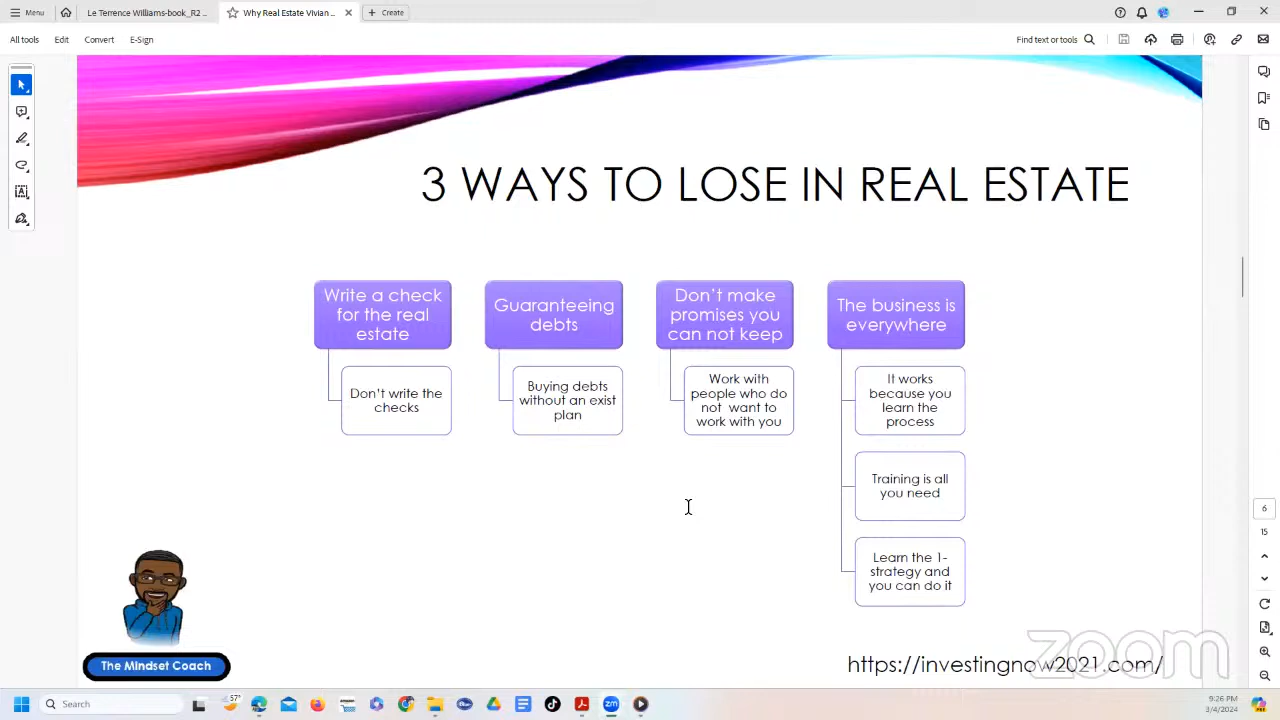 Menu
Le Terrence Williams-book_R2 ...
Why Real Estate Vivian ...
Create
All tools Edit Convert E-Sign
Find text or tools
3 WAYS TO LOSE IN REAL ESTATE
Write a check
for the real
estate
Don't write the
checks
Guaranteeing
debts
Buying debts
without an exist
plan
Don't make
promises you
can not keep
Work with
people who do
not want to
work with you
The business is
everywhere
It works
because you
learn the
process
Training is all
you need
Learn the 1-
strategy and
you can do it
6
15
The Mindset Coach
https://investingnow2021.com/
zoom
Search
57°
zm
9:26 PM
3/4/2024